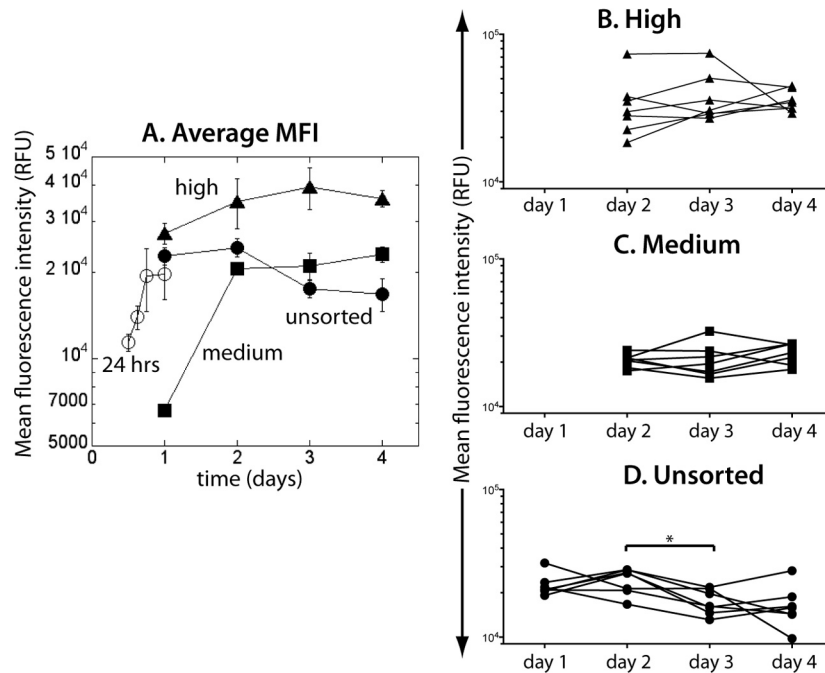 A. Average MFI
Mean fluorescence intensity (RFU)
5 10⁴
4 10⁴
3 10⁴
2 10⁴
10⁴
7000
5000
high
unsorted
medium
24 hrs
0 1 2 3 4
time (days)
Mean fluorescence intensity (RFU)
B. High
10⁵
10⁴
day 1 day 2 day 3 day 4
C. Medium
10⁵
10⁴
day 1 day 2 day 3 day 4
D. Unsorted
10⁵
*
10⁴
day 1 day 2 day 3 day 4